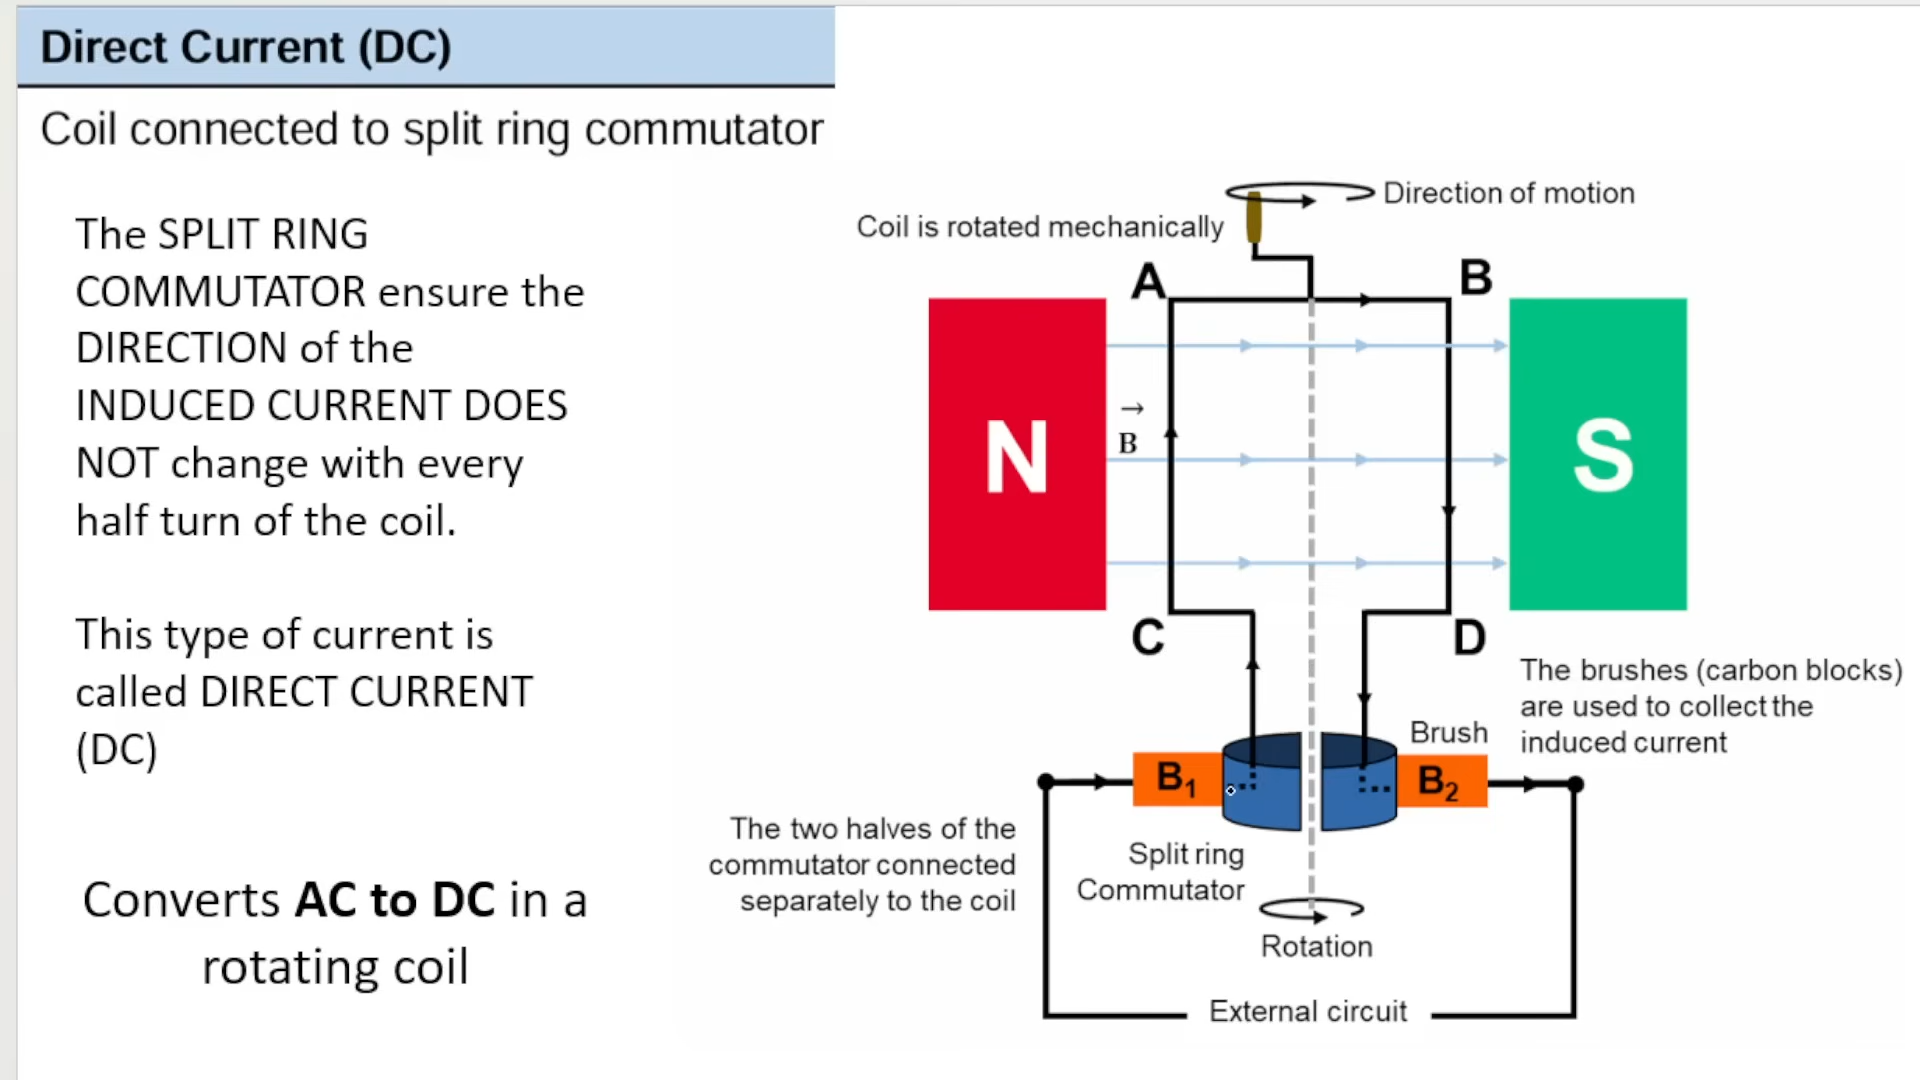 Direct Current (DC)
Coil connected to split ring commutator
The SPLIT RING
COMMUTATOR ensure the
DIRECTION of the
INDUCED CURRENT DOES
NOT change with every
half turn of the coil.
This type of current is
called DIRECT CURRENT
(DC)
Converts AC to DC in a
rotating coil
Direction of motion
Coil is rotated mechanically
A
B
N
→
B
S
C
D
The brushes (carbon blocks)
are used to collect the
induced current
Brush
B₁
B₂
The two halves of the
commutator connected
separately to the coil
Split ring
Commutator
Rotation
External circuit